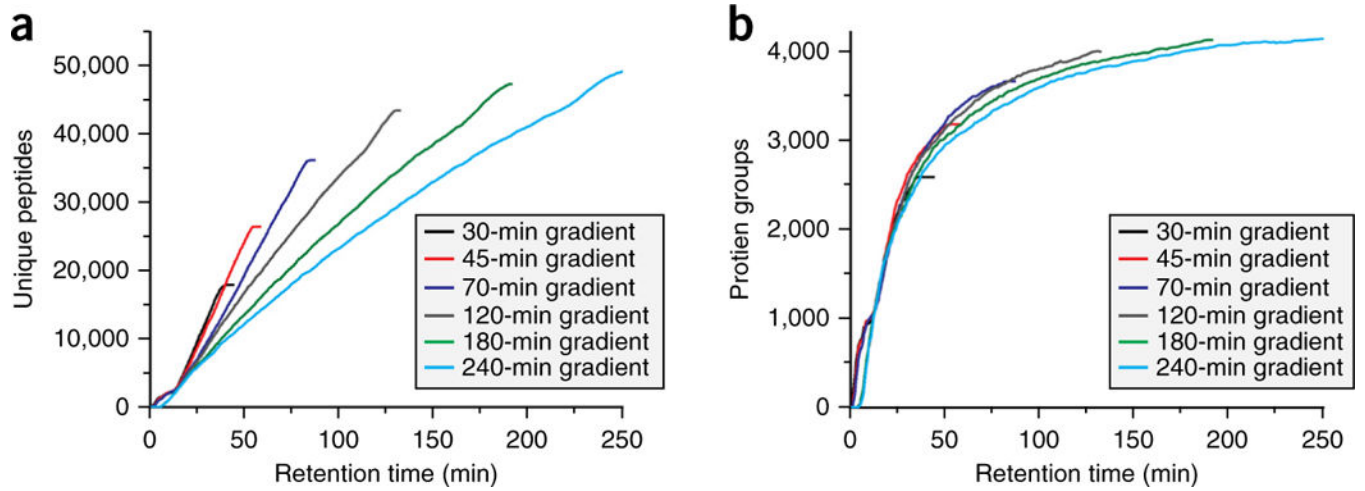 a
Unique peptides
50,000
40,000
30,000
20,000
10,000
0
0 50 100 150 200 250
Retention time (min)
30-min gradient
45-min gradient
70-min gradient
120-min gradient
180-min gradient
240-min gradient
b
Protien groups
4,000
3,000
2,000
1,000
0
0 50 100 150 200 250
Retention time (min)
30-min gradient
45-min gradient
70-min gradient
120-min gradient
180-min gradient
240-min gradient